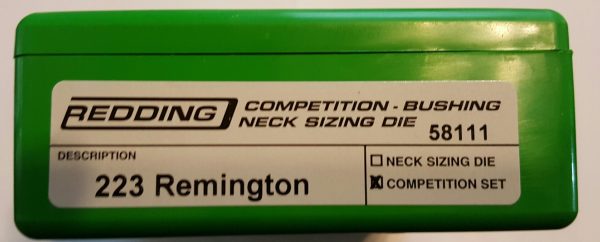 REDDING
COMPETITION - BUSHING
NECK SIZING DIE 58111
DESCRIPTION
223 Remington
☐ NECK SIZING DIE
☒ COMPETITION SET